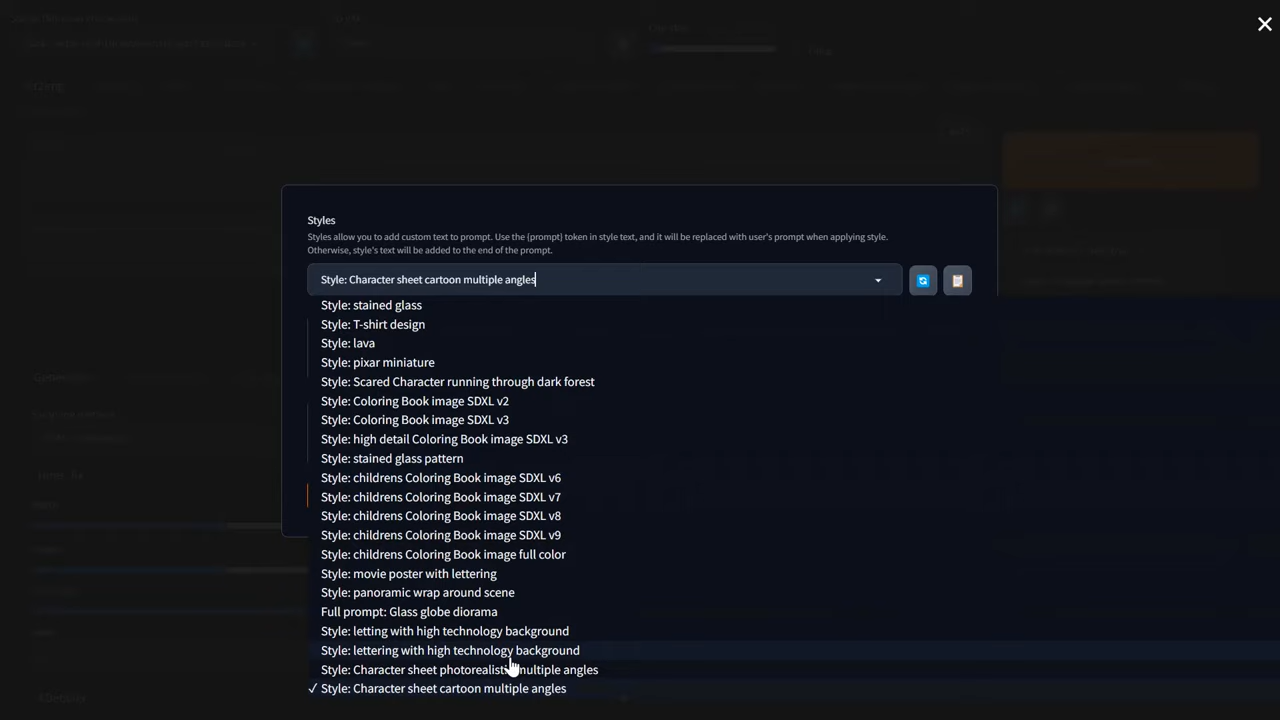 Styles
Styles allow you to add custom text to prompt. Use the {prompt} token in style text, and it will be replaced with user's prompt when applying style.
Otherwise, style's text will be added to the end of the prompt.
Style: Character sheet cartoon multiple angles
Style: stained glass
Style: T-shirt design
Style: lava
Style: pixar miniature
Style: Scared Character running through dark forest
Style: Coloring Book image SDXL v2
Style: Coloring Book image SDXL v3
Style: high detail Coloring Book image SDXL v3
Style: stained glass pattern
Style: childrens Coloring Book image SDXL v6
Style: childrens Coloring Book image SDXL v7
Style: childrens Coloring Book image SDXL v8
Style: childrens Coloring Book image SDXL v9
Style: childrens Coloring Book image full color
Style: movie poster with lettering
Style: panoramic wrap around scene
Full prompt: Glass globe diorama
Style: letting with high technology background
Style: lettering with high technology background
Style: Character sheet photorealistic multiple angles
✓ Style: Character sheet cartoon multiple angles